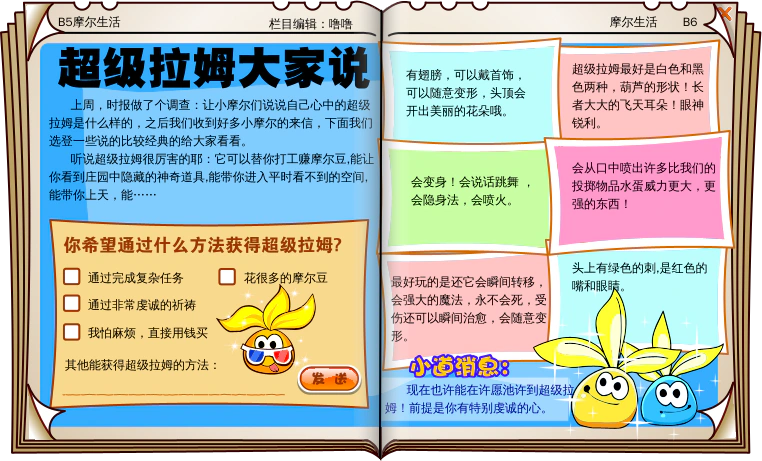 B5摩尔生活
栏目编辑：噜噜
超级拉姆大家说
上周，时报做了个调查：让小摩尔们说说自己心中的超级
拉姆是什么样的，之后我们收到好多小摩尔的来信，下面我们
选登一些说的比较经典的给大家看看。
听说超级拉姆很厉害的耶：它可以替你打工赚摩尔豆,能让
你看到庄园中隐藏的神奇道具,能带你进入平时看不到的空间,
能带你上天，能……
你希望通过什么方法获得超级拉姆?
通过完成复杂任务
花很多的摩尔豆
通过非常虔诚的祈祷
我怕麻烦，直接用钱买
其他能获得超级拉姆的方法：
发 送
摩尔生活
B6
有翅膀，可以戴首饰，
可以随意变形，头顶会
开出美丽的花朵哦。
超级拉姆最好是白色和黑
色两种，葫芦的形状！长
者大大的飞天耳朵！眼神
锐利。
会变身！会说话跳舞 ，
会隐身法，会喷火。
会从口中喷出许多比我们的
投掷物品水蛋威力更大，更
强的东西！
最好玩的是还它会瞬间转移，
会强大的魔法，永不会死，受
伤还可以瞬间治愈，会随意变
形。
头上有绿色的刺,是红色的
嘴和眼睛。
小道消息:
现在也许能在许愿池许到超级拉
姆！前提是你有特别虔诚的心。